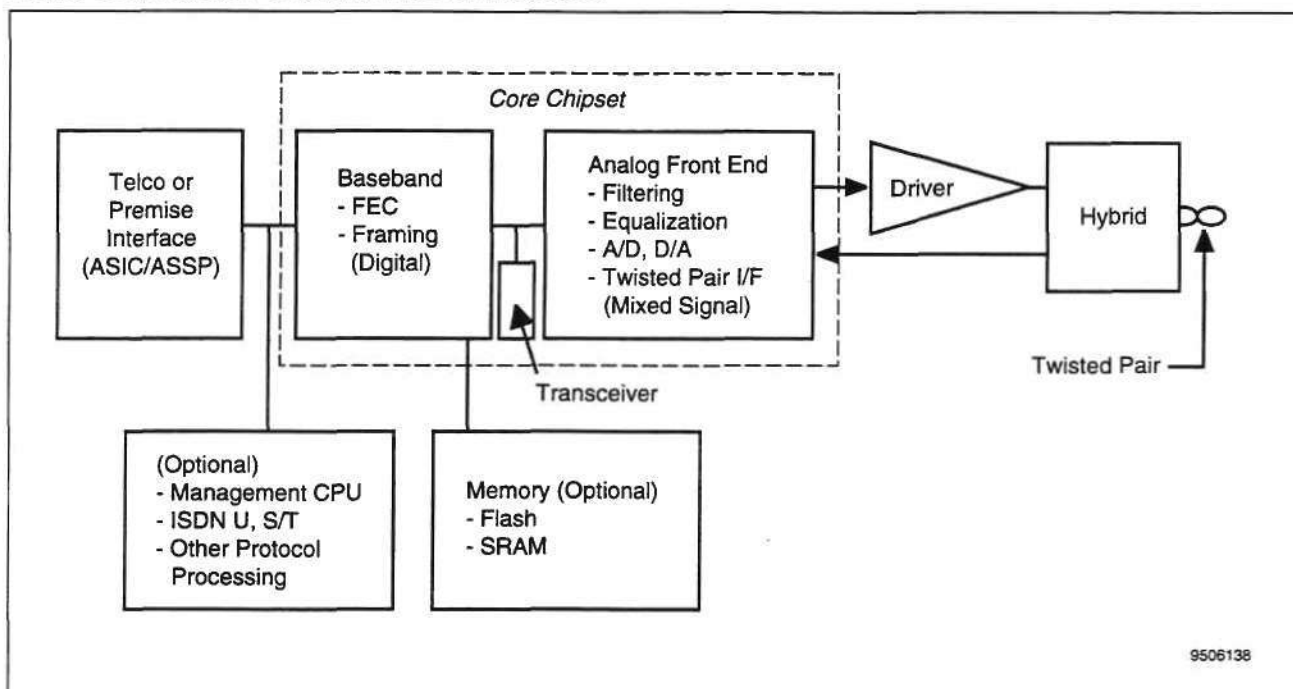 Core Chipset
Telco or
Premise
Interface
(ASIC/ASSP)
Baseband
- FEC
- Framing
(Digital)
Analog Front End
- Filtering
- Equalization
- A/D, D/A
- Twisted Pair I/F
(Mixed Signal)
Driver
Hybrid
Transceiver
Twisted Pair
(Optional)
- Management CPU
- ISDN U, S/T
- Other Protocol
Processing
Memory (Optional)
- Flash
- SRAM
9506138